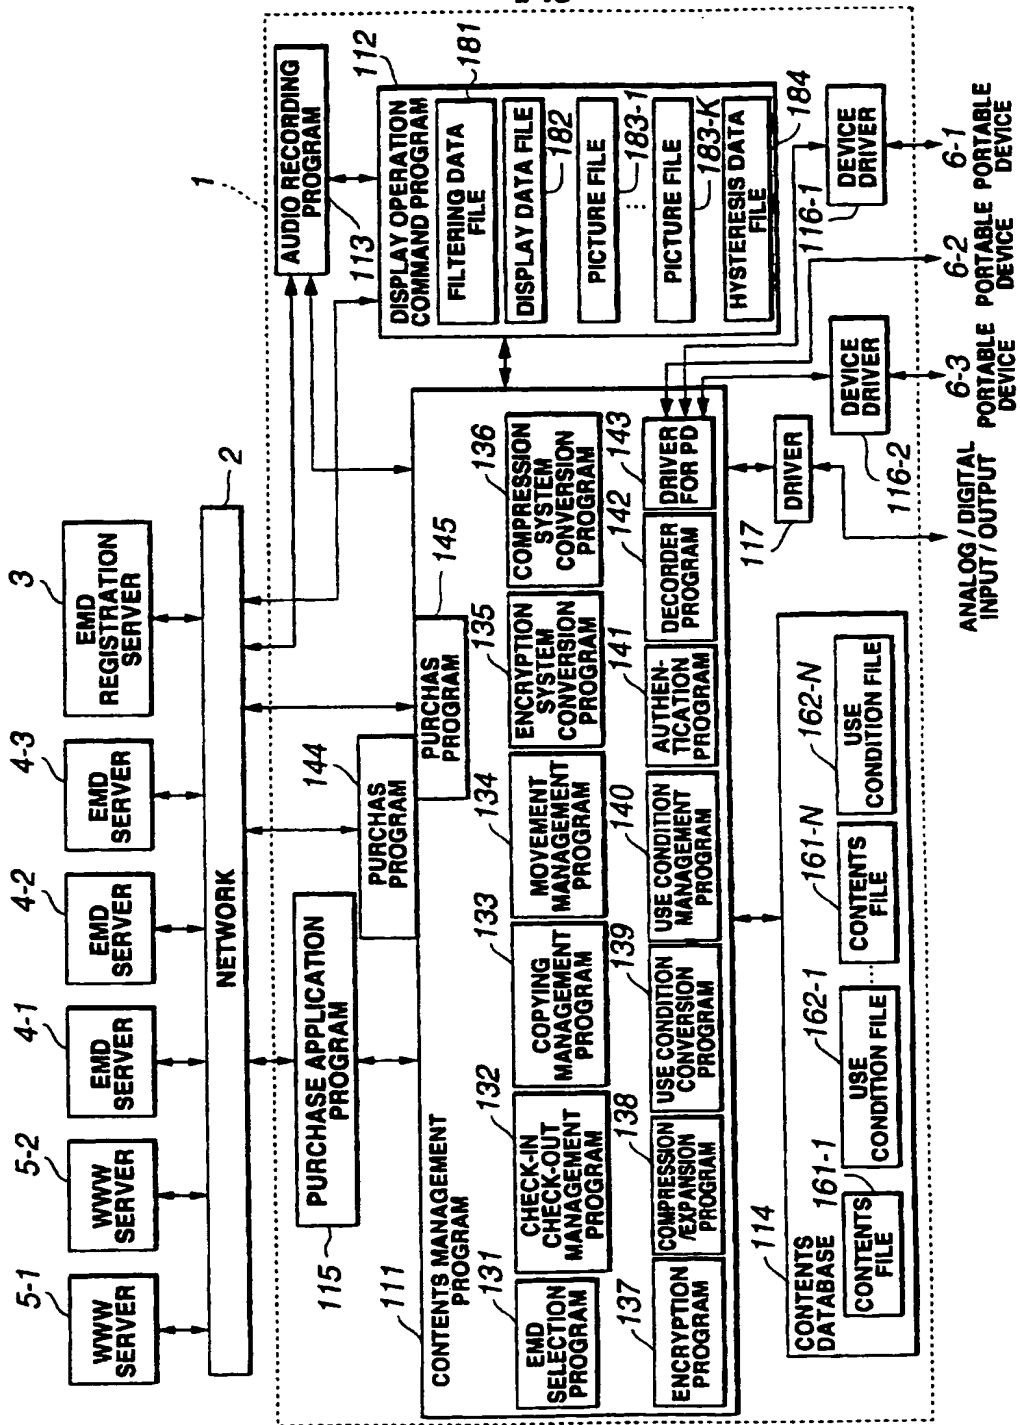 5-1
WWW
SERVER
5-2
WWW
SERVER
4-1
EMD
SERVER
4-2
EMD
SERVER
4-3
EMD
SERVER
3
EMD
REGISTRATION
SERVER
NETWORK
2
1
115
PURCHASE APPLICATION
PROGRAM
144
PURCHAS
PROGRAM
145
PURCHAS
PROGRAM
AUDIO RECORDING
PROGRAM
113
112
DISPLAY OPERATION
COMMAND PROGRAM
181
FILTERING DATA
FILE
DISPLAY DATA FILE
182
PICTURE FILE
183-1
PICTURE FILE
183-K
HYSTERESIS DATA
FILE
184
111
CONTENTS MANAGEMENT
PROGRAM
131
EMD
SELECTION
PROGRAM
132
CHECK-IN
CHECK-OUT
MANAGEMENT
PROGRAM
133
COPYING
MANAGEMENT
PROGRAM
134
MOVEMENT
MANAGEMENT
PROGRAM
135
ENCRYPTION
SYSTEM
CONVERSION
PROGRAM
136
COMPRESSION
SYSTEM
CONVERSION
PROGRAM
137
ENCRYPTION
PROGRAM
138
COMPRESSION
/EXPANSION
PROGRAM
139
USE CONDITION
CONVERSION
PROGRAM
140
USE CONDITION
MANAGEMENT
PROGRAM
141
AUTHEN-
TICATION
PROGRAM
142
DECORDER
PROGRAM
143
DRIVER
FOR PD
114
CONTENTS
DATABASE
161-1
CONTENTS
FILE
162-1
USE
CONDITION FILE
161-N
CONTENTS
FILE
162-N
USE
CONDITION FILE
117
DRIVER
116-2
DEVICE
DRIVER
116-1
DEVICE
DRIVER
ANALOG/DIGITAL
INPUT/OUTPUT
6-3
PORTABLE
DEVICE
6-2
PORTABLE
DEVICE
6-1
PORTABLE
DEVICE